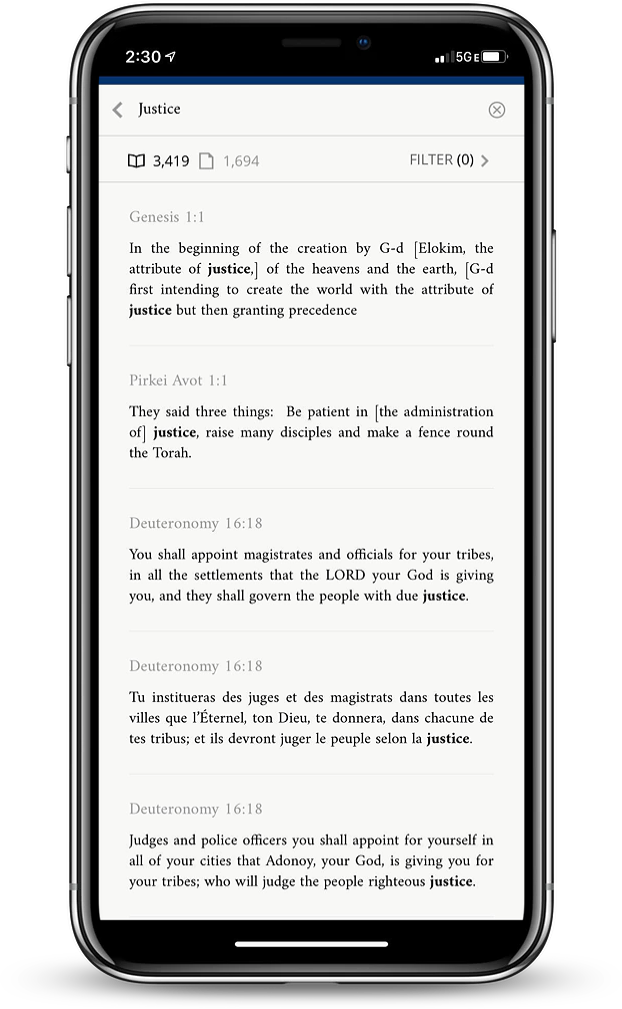 2:30
5GE
Justice
3,419 1,694 FILTER (0)
Genesis 1:1
In the beginning of the creation by G-d [Elokim, the
attribute of justice,] of the heavens and the earth, [G-d
first intending to create the world with the attribute of
justice but then granting precedence
Pirkei Avot 1:1
They said three things: Be patient in [the administration
of] justice, raise many disciples and make a fence round
the Torah.
Deuteronomy 16:18
You shall appoint magistrates and officials for your tribes,
in all the settlements that the LORD your God is giving
you, and they shall govern the people with due justice.
Deuteronomy 16:18
Tu institueras des juges et des magistrats dans toutes les
villes que l'Éternel, ton Dieu, te donnera, dans chacune de
tes tribus; et ils devront juger le peuple selon la justice.
Deuteronomy 16:18
Judges and police officers you shall appoint for yourself in
all of your cities that Adonoy, your God, is giving you for
your tribes; who will judge the people righteous justice.